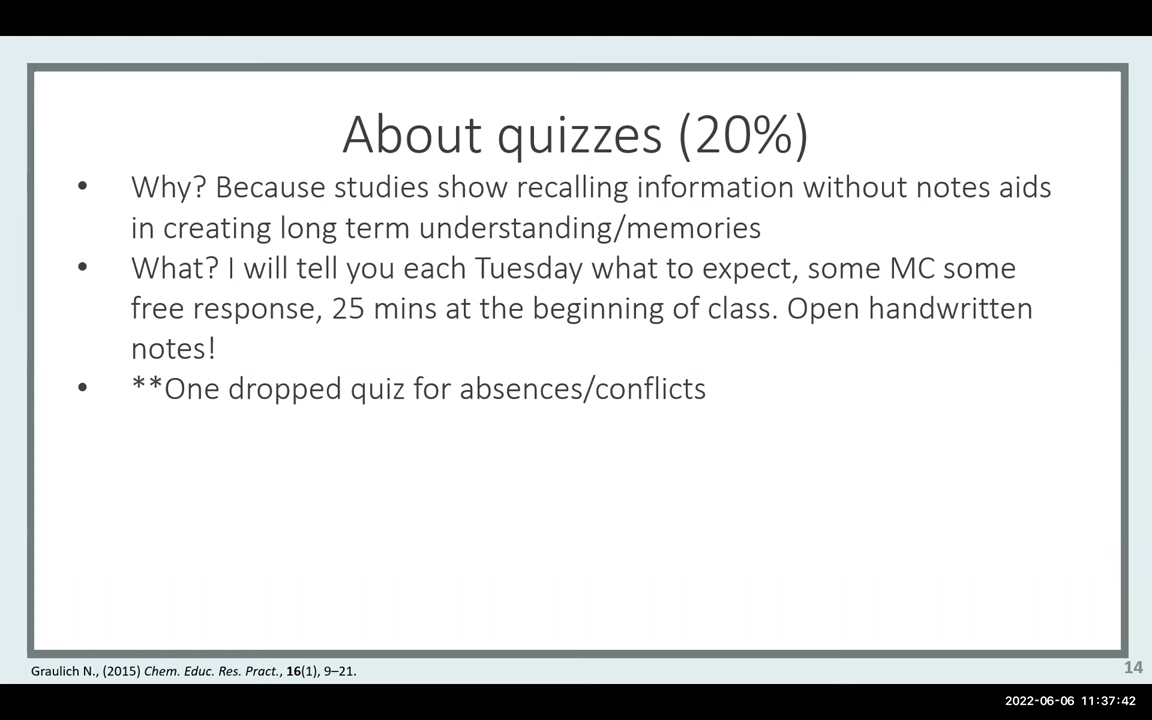 About quizzes (20%)
• Why? Because studies show recalling information without notes aids
in creating long term understanding/memories
• What? I will tell you each Tuesday what to expect, some MC some
free response, 25 mins at the beginning of class. Open handwritten
notes!
• **One dropped quiz for absences/conflicts
Graulich N., (2015) Chem. Educ. Res. Pract., 16(1), 9–21.
14
2022-06-06 11:37:42